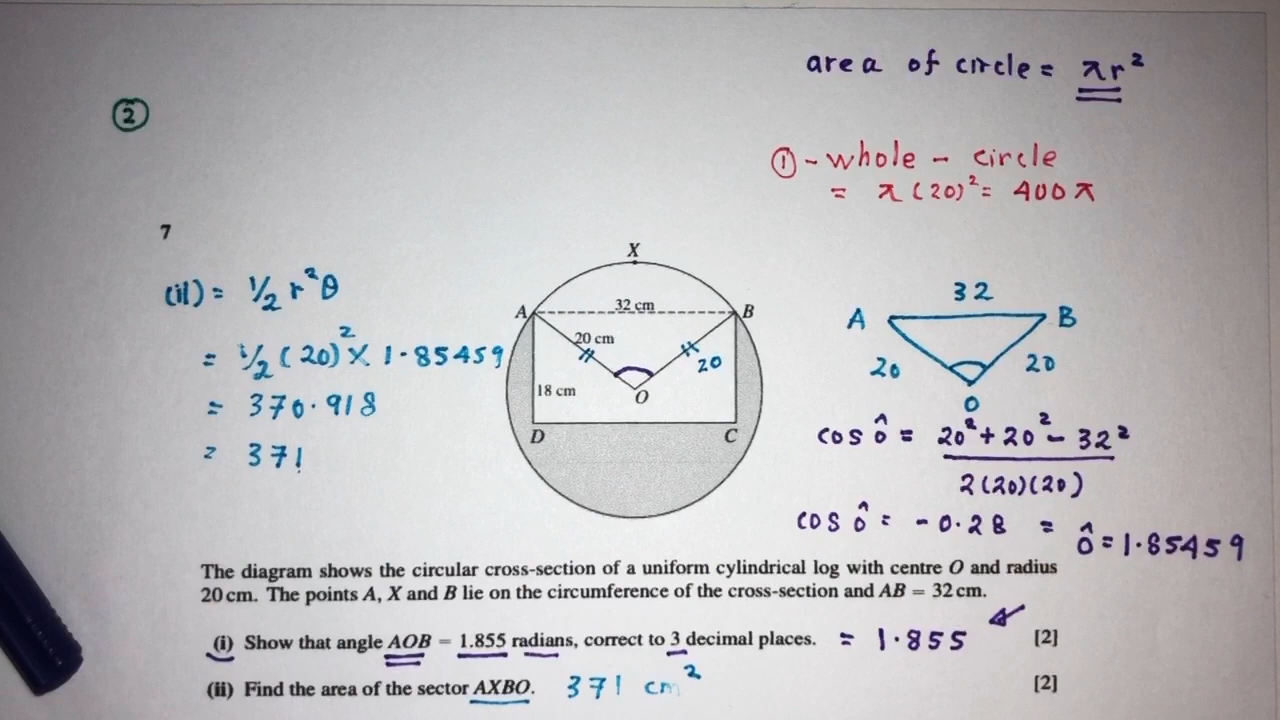 area of circle = πr²
②
① - whole - circle
= π(20)² = 400π
7
(ii) = 1/2 r²θ
= 1/2 (20)² × 1.85459
= 370.918
= 371
X
A
32 cm
B
20 cm
20
18 cm
O
D
C
32
A
B
20
20
O
cos ô = 20² + 20² - 32²
2(20)(20)
cos ô = -0.28 = ô = 1.85459
The diagram shows the circular cross-section of a uniform cylindrical log with centre O and radius
20 cm. The points A, X and B lie on the circumference of the cross-section and AB = 32 cm.
(i) Show that angle AOB = 1.855 radians, correct to 3 decimal places. = 1.855 [2]
(ii) Find the area of the sector AXBO. 371 cm² [2]